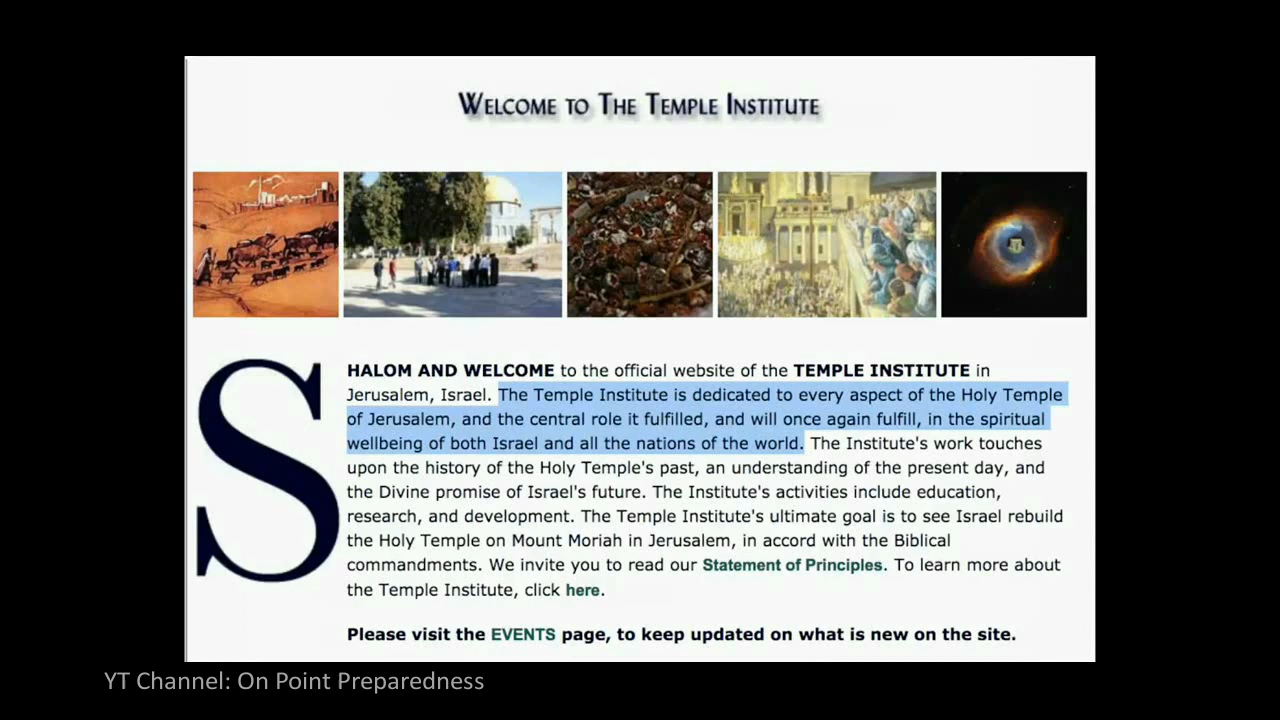 WELCOME TO THE TEMPLE INSTITUTE
SHALOM AND WELCOME to the official website of the TEMPLE INSTITUTE in
Jerusalem, Israel. The Temple Institute is dedicated to every aspect of the Holy Temple
of Jerusalem, and the central role it fulfilled, and will once again fulfill, in the spiritual
wellbeing of both Israel and all the nations of the world. The Institute's work touches
upon the history of the Holy Temple's past, an understanding of the present day, and
the Divine promise of Israel's future. The Institute's activities include education,
research, and development. The Temple Institute's ultimate goal is to see Israel rebuild
the Holy Temple on Mount Moriah in Jerusalem, in accord with the Biblical
commandments. We invite you to read our Statement of Principles. To learn more about
the Temple Institute, click here.
Please visit the EVENTS page, to keep updated on what is new on the site.
YT Channel: On Point Preparedness